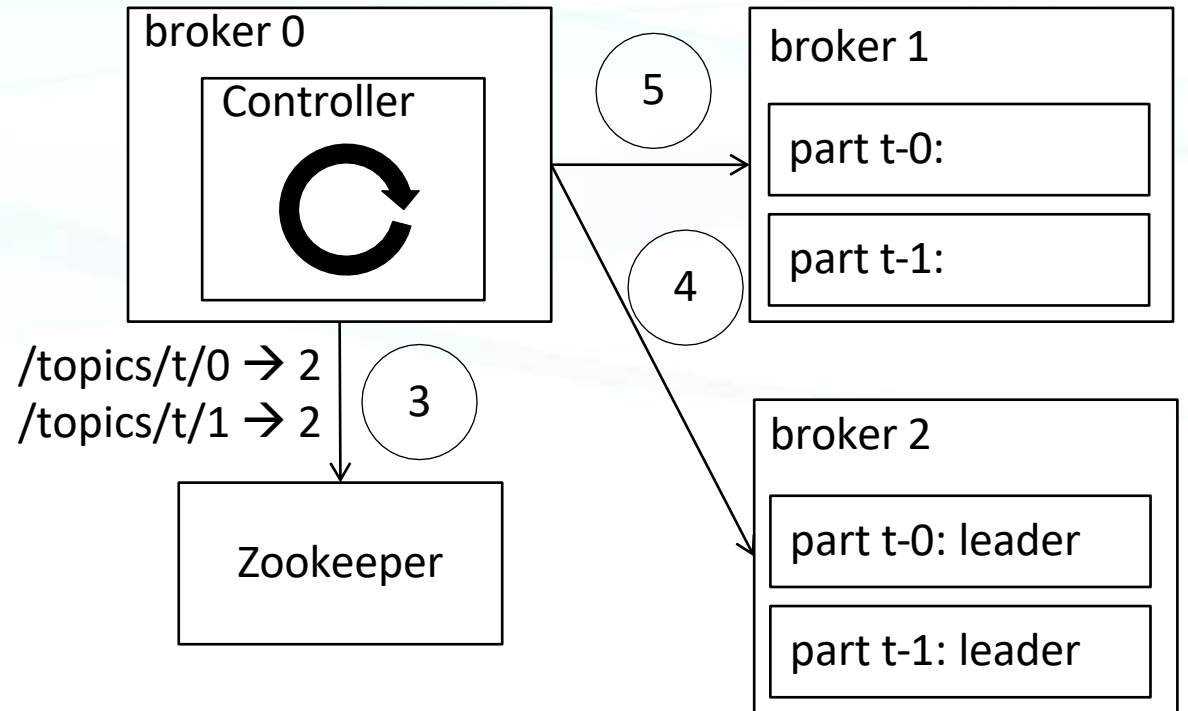 broker 0
Controller
5
broker 1
part t-0:
part t-1:
4
/topics/t/0 → 2
/topics/t/1 → 2
3
Zookeeper
broker 2
part t-0: leader
part t-1: leader